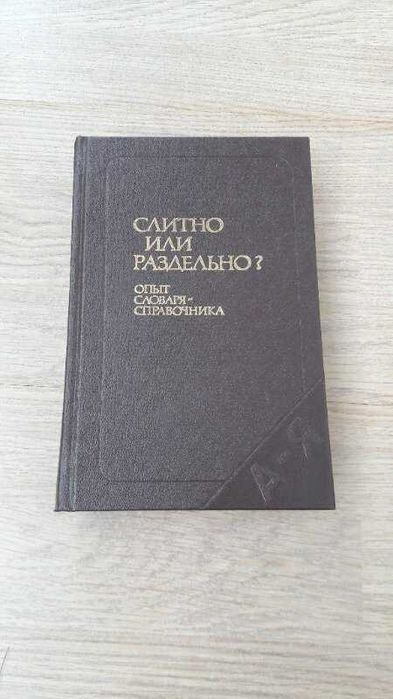 СЛИТНО
ИЛИ
РАЗДЕЛЬНО?
ОПЫТ
СЛОВАРЯ-
СПРАВОЧНИКА
А-Я